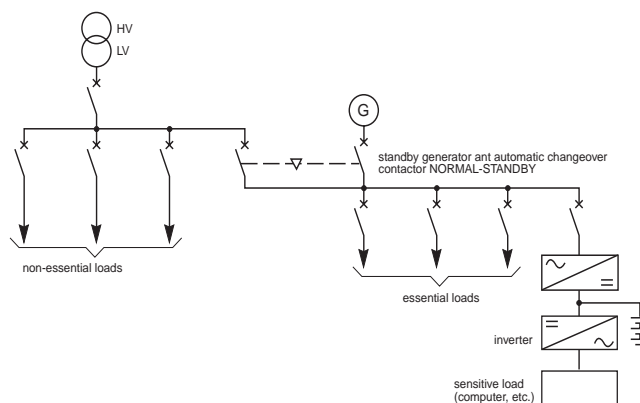 HV
LV
G
standby generator ant automatic changeover
contactor NORMAL-STANDBY
non-essential loads
essential loads
inverter
sensitive load
(computer, etc.)